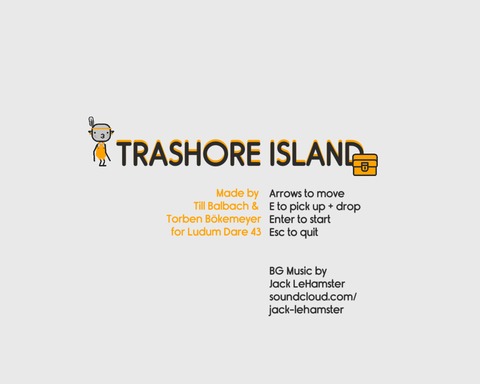 TRASHORE ISLAND
Made by
Till Balbach &
Torben Bökemeyer
for Ludum Dare 43
Arrows to move
E to pick up + drop
Enter to start
Esc to quit
BG Music by
Jack LeHamster
soundcloud.com/
jack-lehamster